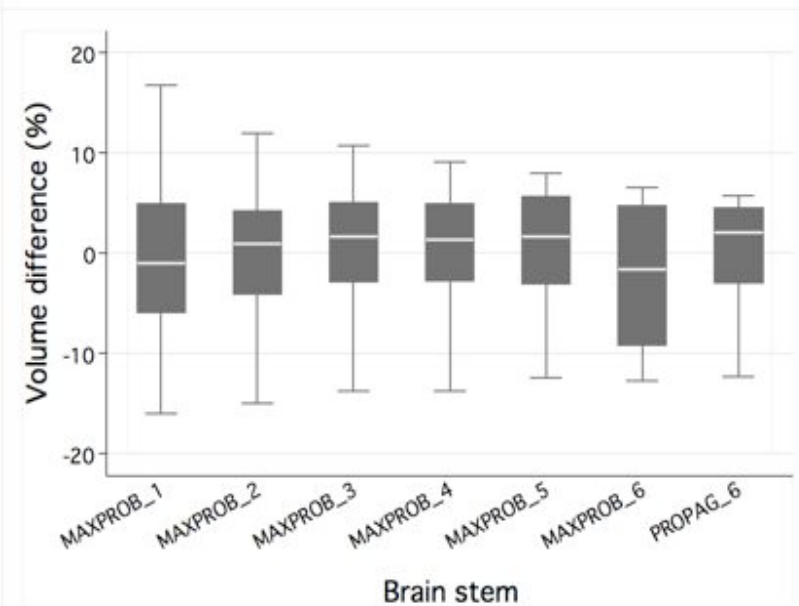 Volume difference (%)
20
10
0
-10
-20
MAXPROB_1
MAXPROB_2
MAXPROB_3
MAXPROB_4
MAXPROB_5
MAXPROB_6
PROPAG_6
Brain stem